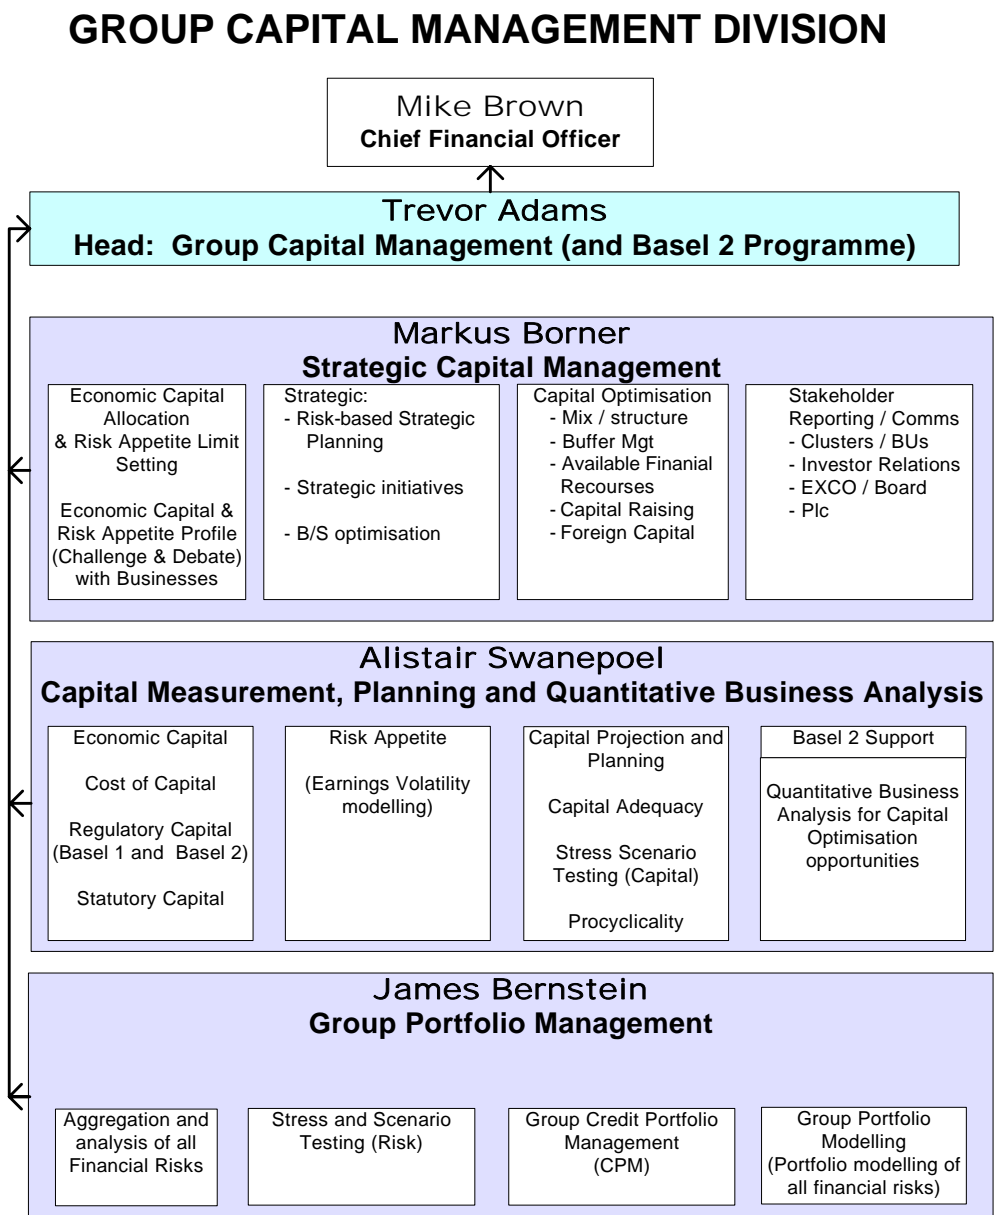 GROUP CAPITAL MANAGEMENT DIVISION
Mike Brown
Chief Financial Officer
Trevor Adams
Head: Group Capital Management (and Basel 2 Programme)
Markus Borner
Strategic Capital Management
Economic Capital
Allocation
& Risk Appetite Limit
Setting
Economic Capital &
Risk Appetite Profile
(Challenge & Debate)
with Businesses
Strategic:
- Risk-based Strategic
Planning
- Strategic initiatives
- B/S optimisation
Capital Optimisation
- Mix / structure
- Buffer Mgt
- Available Finanial
Recourses
- Capital Raising
- Foreign Capital
Stakeholder
Reporting / Comms
- Clusters / BUs
- Investor Relations
- EXCO / Board
- Plc
Alistair Swanepoel
Capital Measurement, Planning and Quantitative Business Analysis
Economic Capital
Cost of Capital
Regulatory Capital
(Basel 1 and Basel 2)
Statutory Capital
Risk Appetite
(Earnings Volatility
modelling)
Capital Projection and
Planning
Capital Adequacy
Stress Scenario
Testing (Capital)
Procyclicality
Basel 2 Support
Quantitative Business
Analysis for Capital
Optimisation
opportunities
James Bernstein
Group Portfolio Management
Aggregation and
analysis of all
Financial Risks
Stress and Scenario
Testing (Risk)
Group Credit Portfolio
Management
(CPM)
Group Portfolio
Modelling
(Portfolio modelling of
all financial risks)